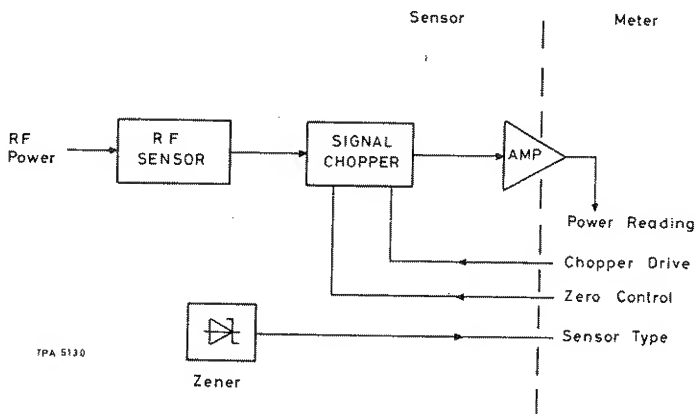 Sensor
Meter
RF
Power
RF
SENSOR
SIGNAL
CHOPPER
AMP
Power Reading
Chopper Drive
Zero Control
Sensor Type
TPA 5130
Zener